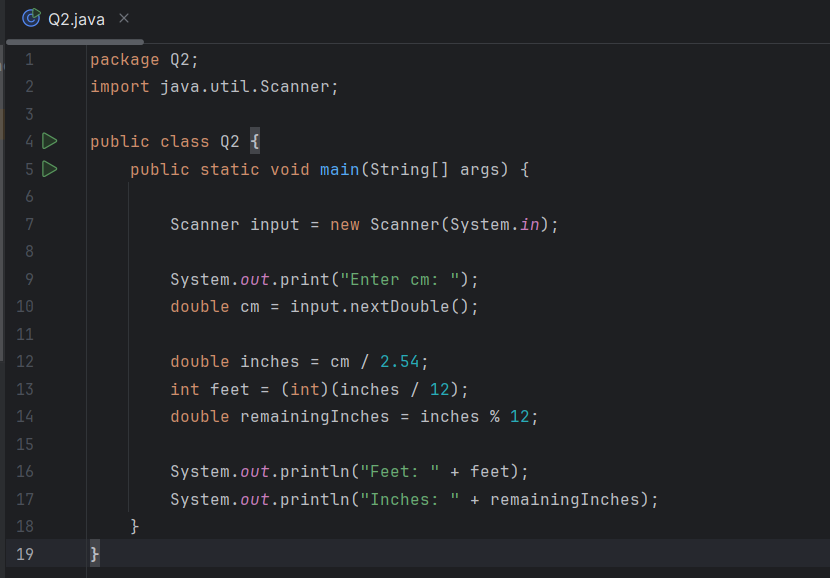 Q2.java
1 package Q2;
2 import java.util.Scanner;
3
4 public class Q2 {
5     public static void main(String[] args) {
6
7         Scanner input = new Scanner(System.in);
8
9         System.out.print("Enter cm: ");
10         double cm = input.nextDouble();
11
12         double inches = cm / 2.54;
13         int feet = (int)(inches / 12);
14         double remainingInches = inches % 12;
15
16         System.out.println("Feet: " + feet);
17         System.out.println("Inches: " + remainingInches);
18     }
19 }